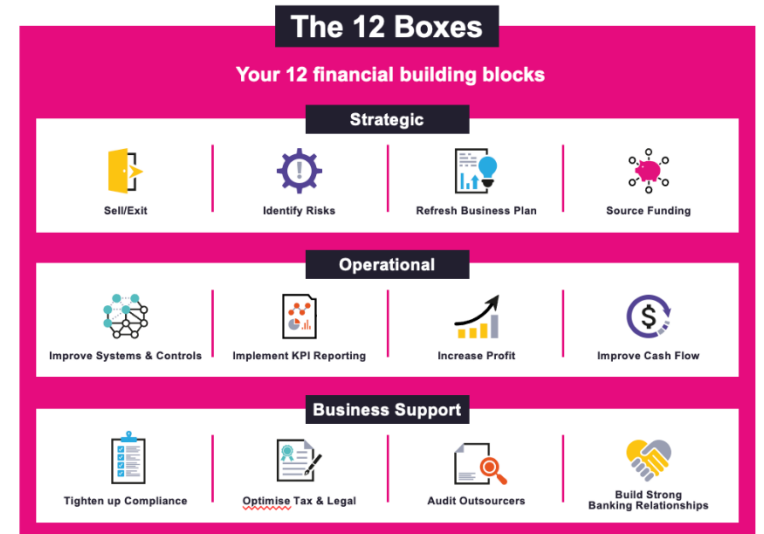 The 12 Boxes
Your 12 financial building blocks
Strategic
Sell/Exit
Identify Risks
Refresh Business Plan
Source Funding
Operational
Improve Systems & Controls
Implement KPI Reporting
Increase Profit
Improve Cash Flow
Business Support
Tighten up Compliance
Optimise Tax & Legal
Audit Outsourcers
Build Strong
Banking Relationships